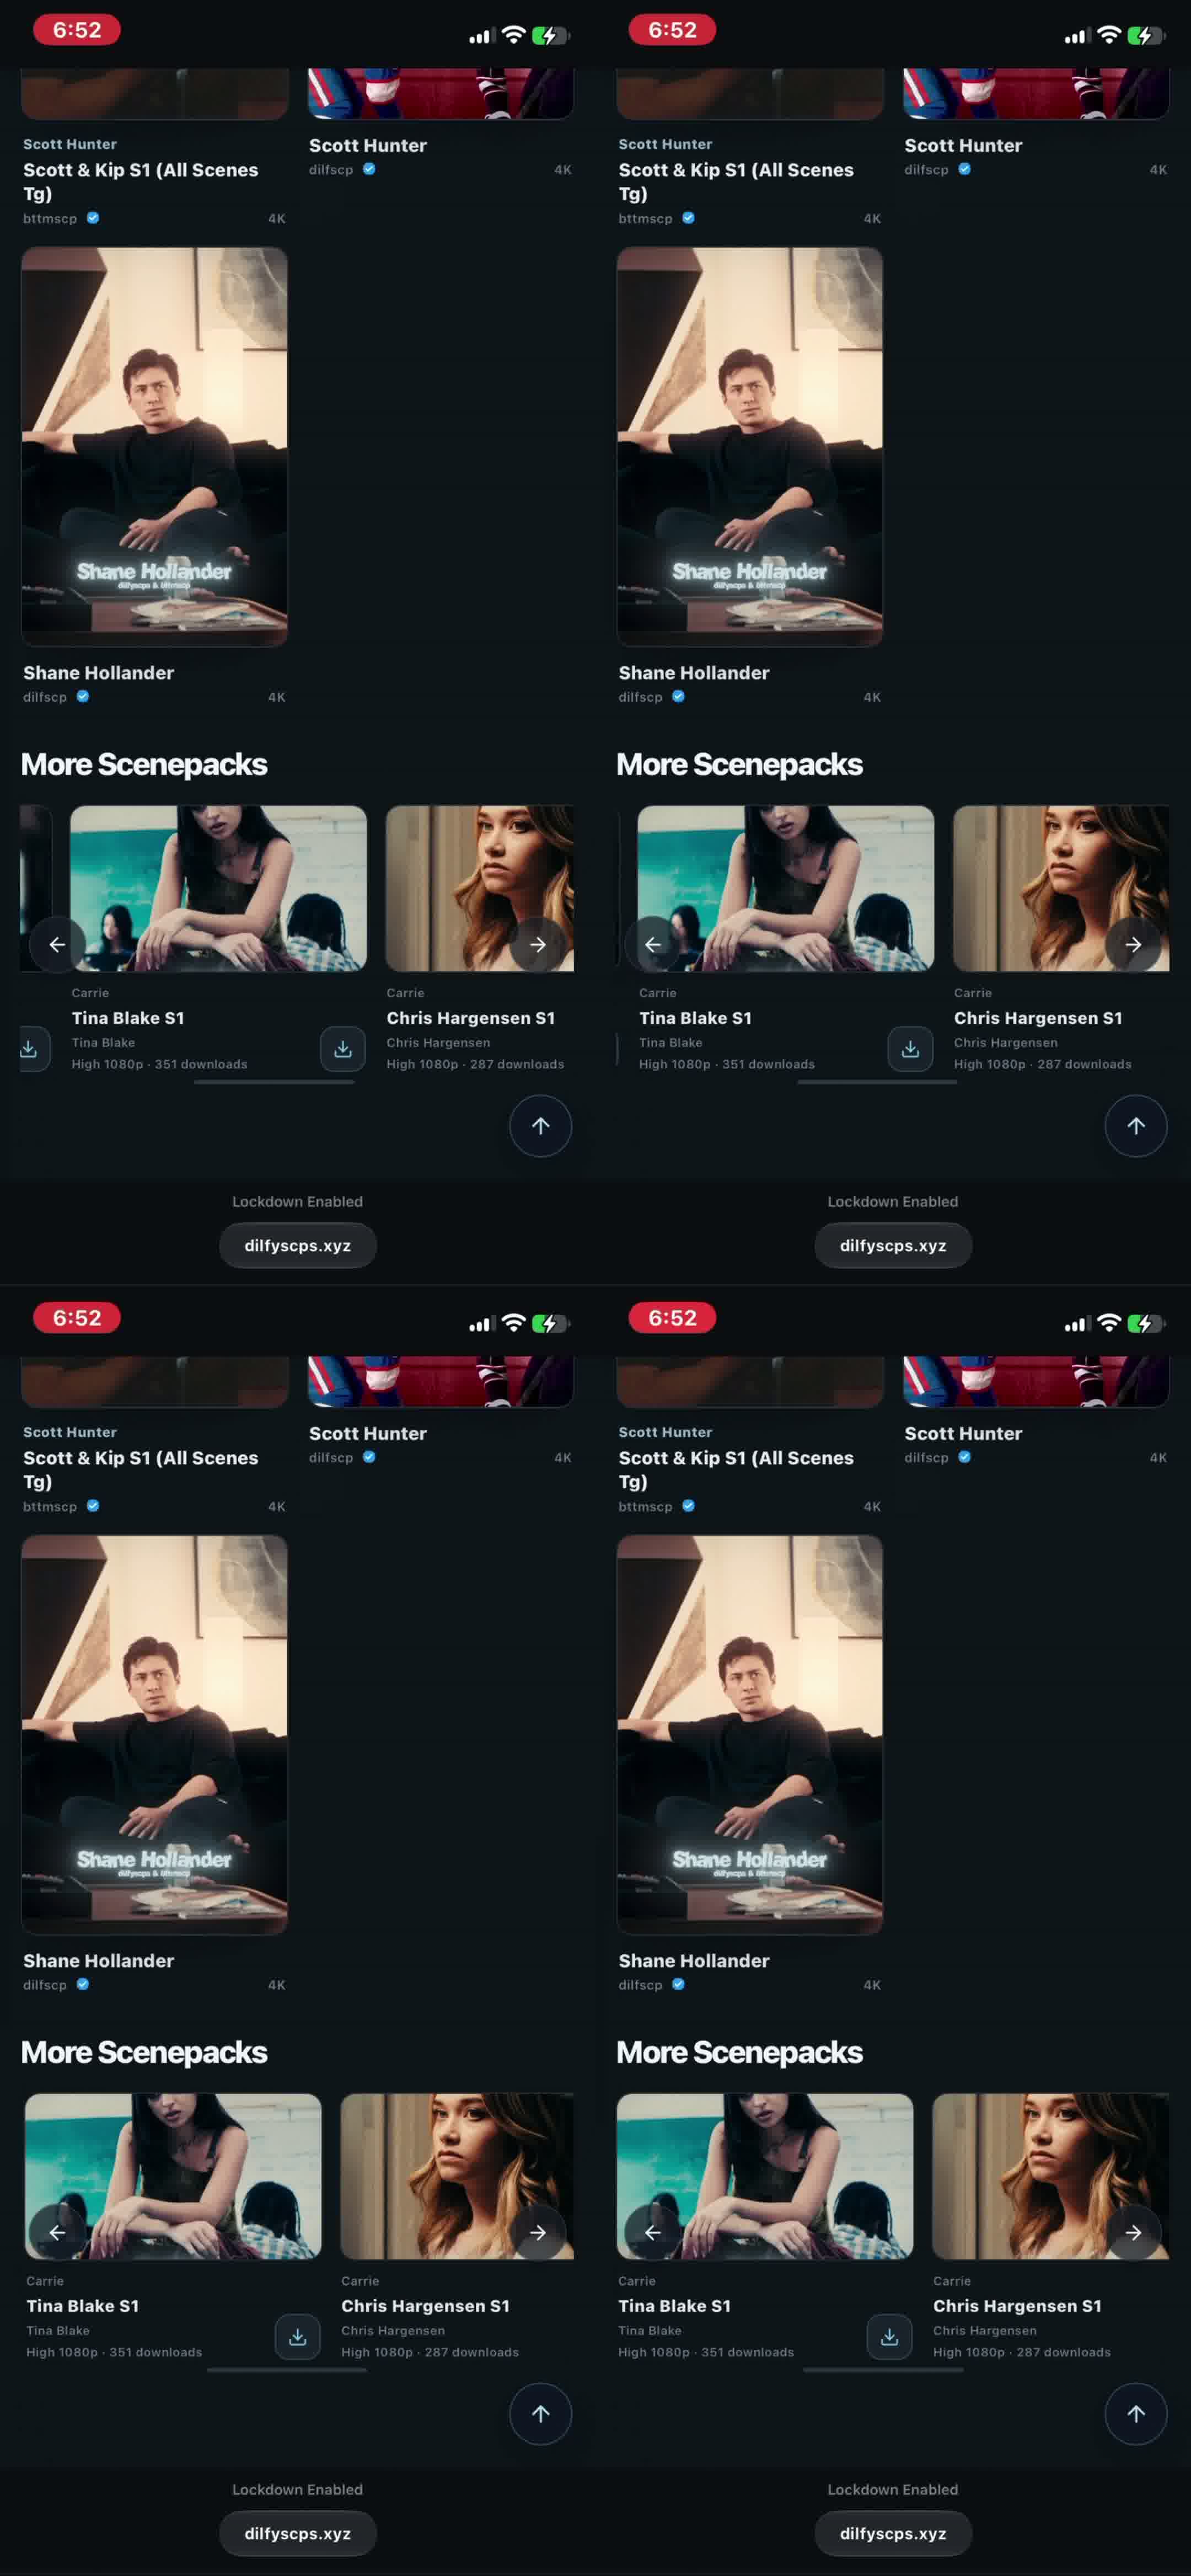 6:52
Scott Hunter
Scott & Kip S1 (All Scenes
Tg)
bttmscp
4K
Scott Hunter
dilfscp
4K
Shane Hollander
dilfyscps & bttmscp
Shane Hollander
dilfscp
4K
More Scenepacks
Carrie
Tina Blake S1
Tina Blake
High 1080p · 351 downloads
Carrie
Chris Hargensen S1
Chris Hargensen
High 1080p · 287 downloads
Lockdown Enabled
dilfyscps.xyz
6:52
Scott Hunter
Scott & Kip S1 (All Scenes
Tg)
bttmscp
4K
Scott Hunter
dilfscp
4K
Shane Hollander
dilfyscps & bttmscp
Shane Hollander
dilfscp
4K
More Scenepacks
Carrie
Tina Blake S1
Tina Blake
High 1080p · 351 downloads
Carrie
Chris Hargensen S1
Chris Hargensen
High 1080p · 287 downloads
Lockdown Enabled
dilfyscps.xyz
6:52
Scott Hunter
Scott & Kip S1 (All Scenes
Tg)
bttmscp
4K
Scott Hunter
dilfscp
4K
Shane Hollander
dilfyscps & bttmscp
Shane Hollander
dilfscp
4K
More Scenepacks
Carrie
Tina Blake S1
Tina Blake
High 1080p · 351 downloads
Carrie
Chris Hargensen S1
Chris Hargensen
High 1080p · 287 downloads
Lockdown Enabled
dilfyscps.xyz
6:52
Scott Hunter
Scott & Kip S1 (All Scenes
Tg)
bttmscp
4K
Scott Hunter
dilfscp
4K
Shane Hollander
dilfyscps & bttmscp
Shane Hollander
dilfscp
4K
More Scenepacks
Carrie
Tina Blake S1
Tina Blake
High 1080p · 351 downloads
Carrie
Chris Hargensen S1
Chris Hargensen
High 1080p · 287 downloads
Lockdown Enabled
dilfyscps.xyz